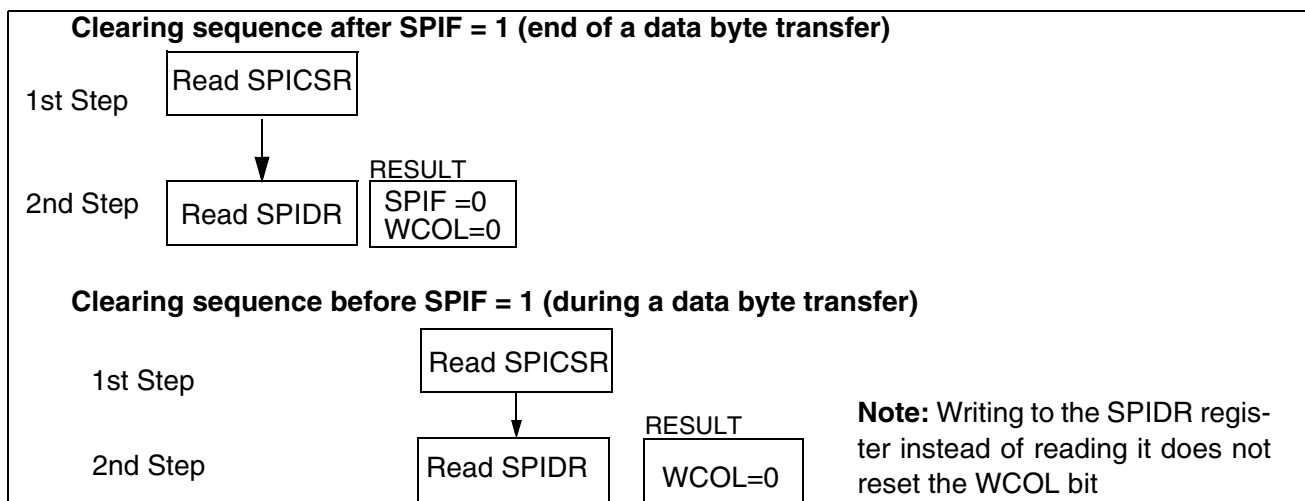 Clearing sequence after SPIF = 1 (end of a data byte transfer)
1st Step
Read SPICSR
2nd Step
Read SPIDR
RESULT
SPIF =0
WCOL=0
Clearing sequence before SPIF = 1 (during a data byte transfer)
1st Step
Read SPICSR
2nd Step
Read SPIDR
RESULT
WCOL=0
Note: Writing to the SPIDR regis-
ter instead of reading it does not
reset the WCOL bit